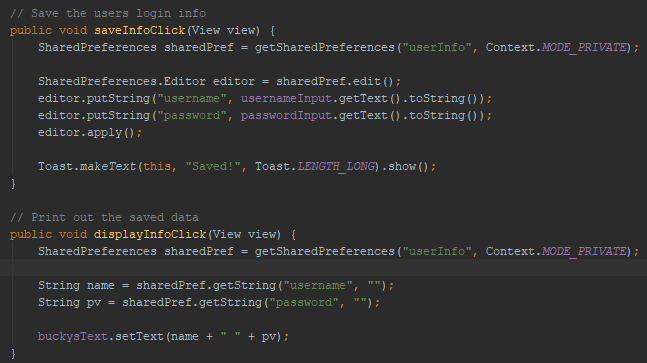 // Save the users login info
public void saveInfoClick(View view) {
    SharedPreferences sharedPref = getSharedPreferences("userInfo", Context.MODE_PRIVATE);
    SharedPreferences.Editor editor = sharedPref.edit();
    editor.putString("username", usernameInput.getText().toString());
    editor.putString("password", passwordInput.getText().toString());
    editor.apply();
    Toast.makeText(this, "Saved!", Toast.LENGTH_LONG).show();
}
// Print out the saved data
public void displayInfoClick(View view) {
    SharedPreferences sharedPref = getSharedPreferences("userInfo", Context.MODE_PRIVATE);
    String name = sharedPref.getString("username", "");
    String pv = sharedPref.getString("password", "");
    buckysText.setText(name + " " + pv);
}